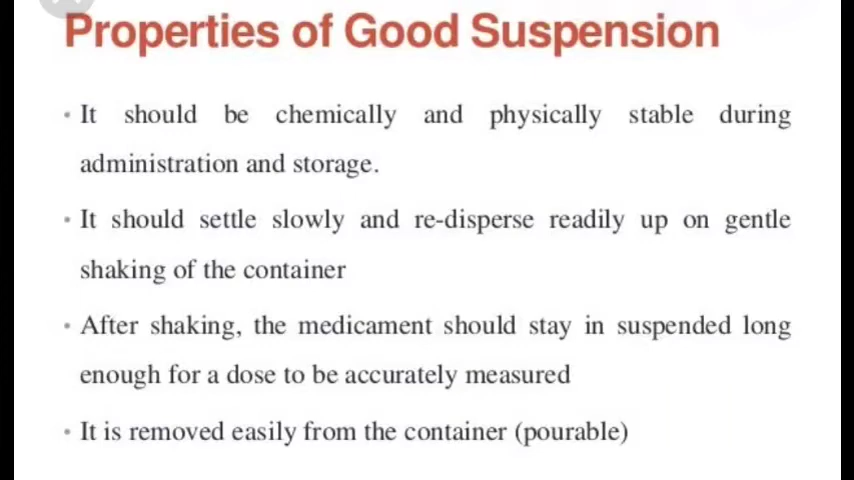 Properties of Good Suspension
• It should be chemically and physically stable during
administration and storage.
• It should settle slowly and re-disperse readily up on gentle
shaking of the container
• After shaking, the medicament should stay in suspended long
enough for a dose to be accurately measured
• It is removed easily from the container (pourable)